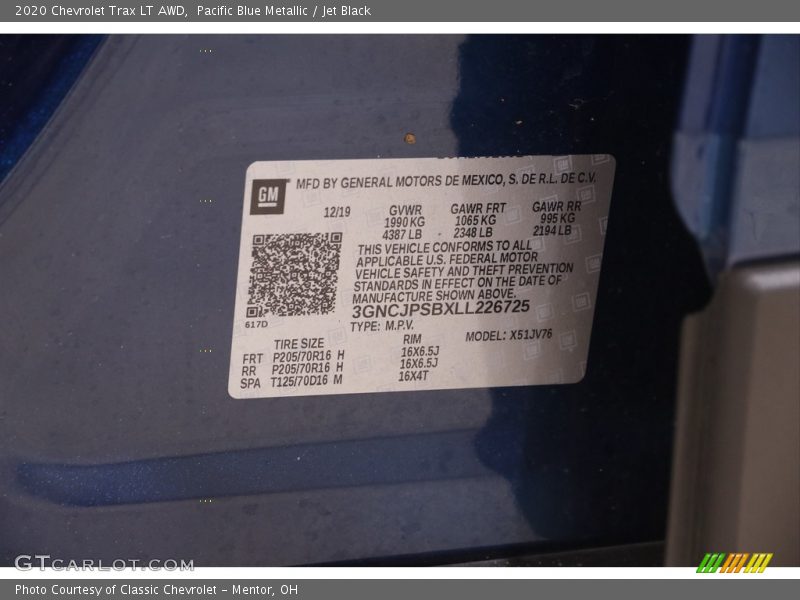 2020 Chevrolet Trax LT AWD, Pacific Blue Metallic / Jet Black
GM
MFD BY GENERAL MOTORS DE MEXICO, S. DE R.L. DE C.V.
12/19 GVWR GAWR FRT GAWR RR
1990 KG 1065 KG 995 KG
4387 LB 2348 LB 2194 LB
THIS VEHICLE CONFORMS TO ALL
APPLICABLE U.S. FEDERAL MOTOR
VEHICLE SAFETY AND THEFT PREVENTION
STANDARDS IN EFFECT ON THE DATE OF
MANUFACTURE SHOWN ABOVE.
3GNCJPSBXLL226725
617D
TYPE: M.P.V. MODEL: X51JV76
TIRE SIZE RIM
FRT P205/70R16 H 16X6.5J
RR P205/70R16 H 16X6.5J
SPA T125/70D16 M 16X4T
GTCARLOT.COM
Photo Courtesy of Classic Chevrolet - Mentor, OH